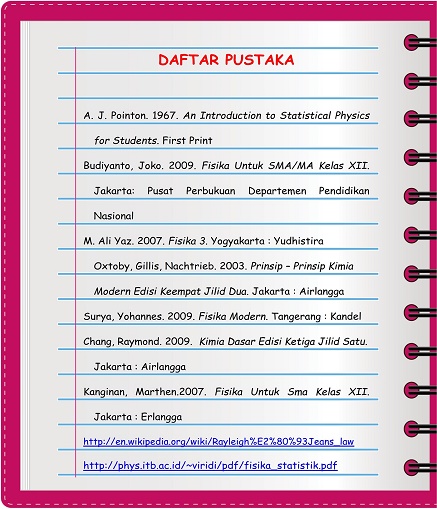 DAFTAR PUSTAKA
A. J. Pointon. 1967. An Introduction to Statistical Physics
for Students. First Print
Budiyanto, Joko. 2009. Fisika Untuk SMA/MA Kelas XII.
Jakarta: Pusat Perbukuan Departemen Pendidikan
Nasional
M. Ali Yaz. 2007. Fisika 3. Yogyakarta : Yudhistira
Oxtoby, Gillis, Nachtrieb. 2003. Prinsip – Prinsip Kimia
Modern Edisi Keempat Jilid Dua. Jakarta : Airlangga
Surya, Yohannes. 2009. Fisika Modern. Tangerang : Kandel
Chang, Raymond. 2009. Kimia Dasar Edisi Ketiga Jilid Satu.
Jakarta : Airlangga
Kanginan, Marthen.2007. Fisika Untuk Sma Kelas XII.
Jakarta : Erlangga
http://en.wikipedia.org/wiki/Rayleigh%E2%80%93Jeans_law
http://phys.itb.ac.id/~viridi/pdf/fisika_statistik.pdf